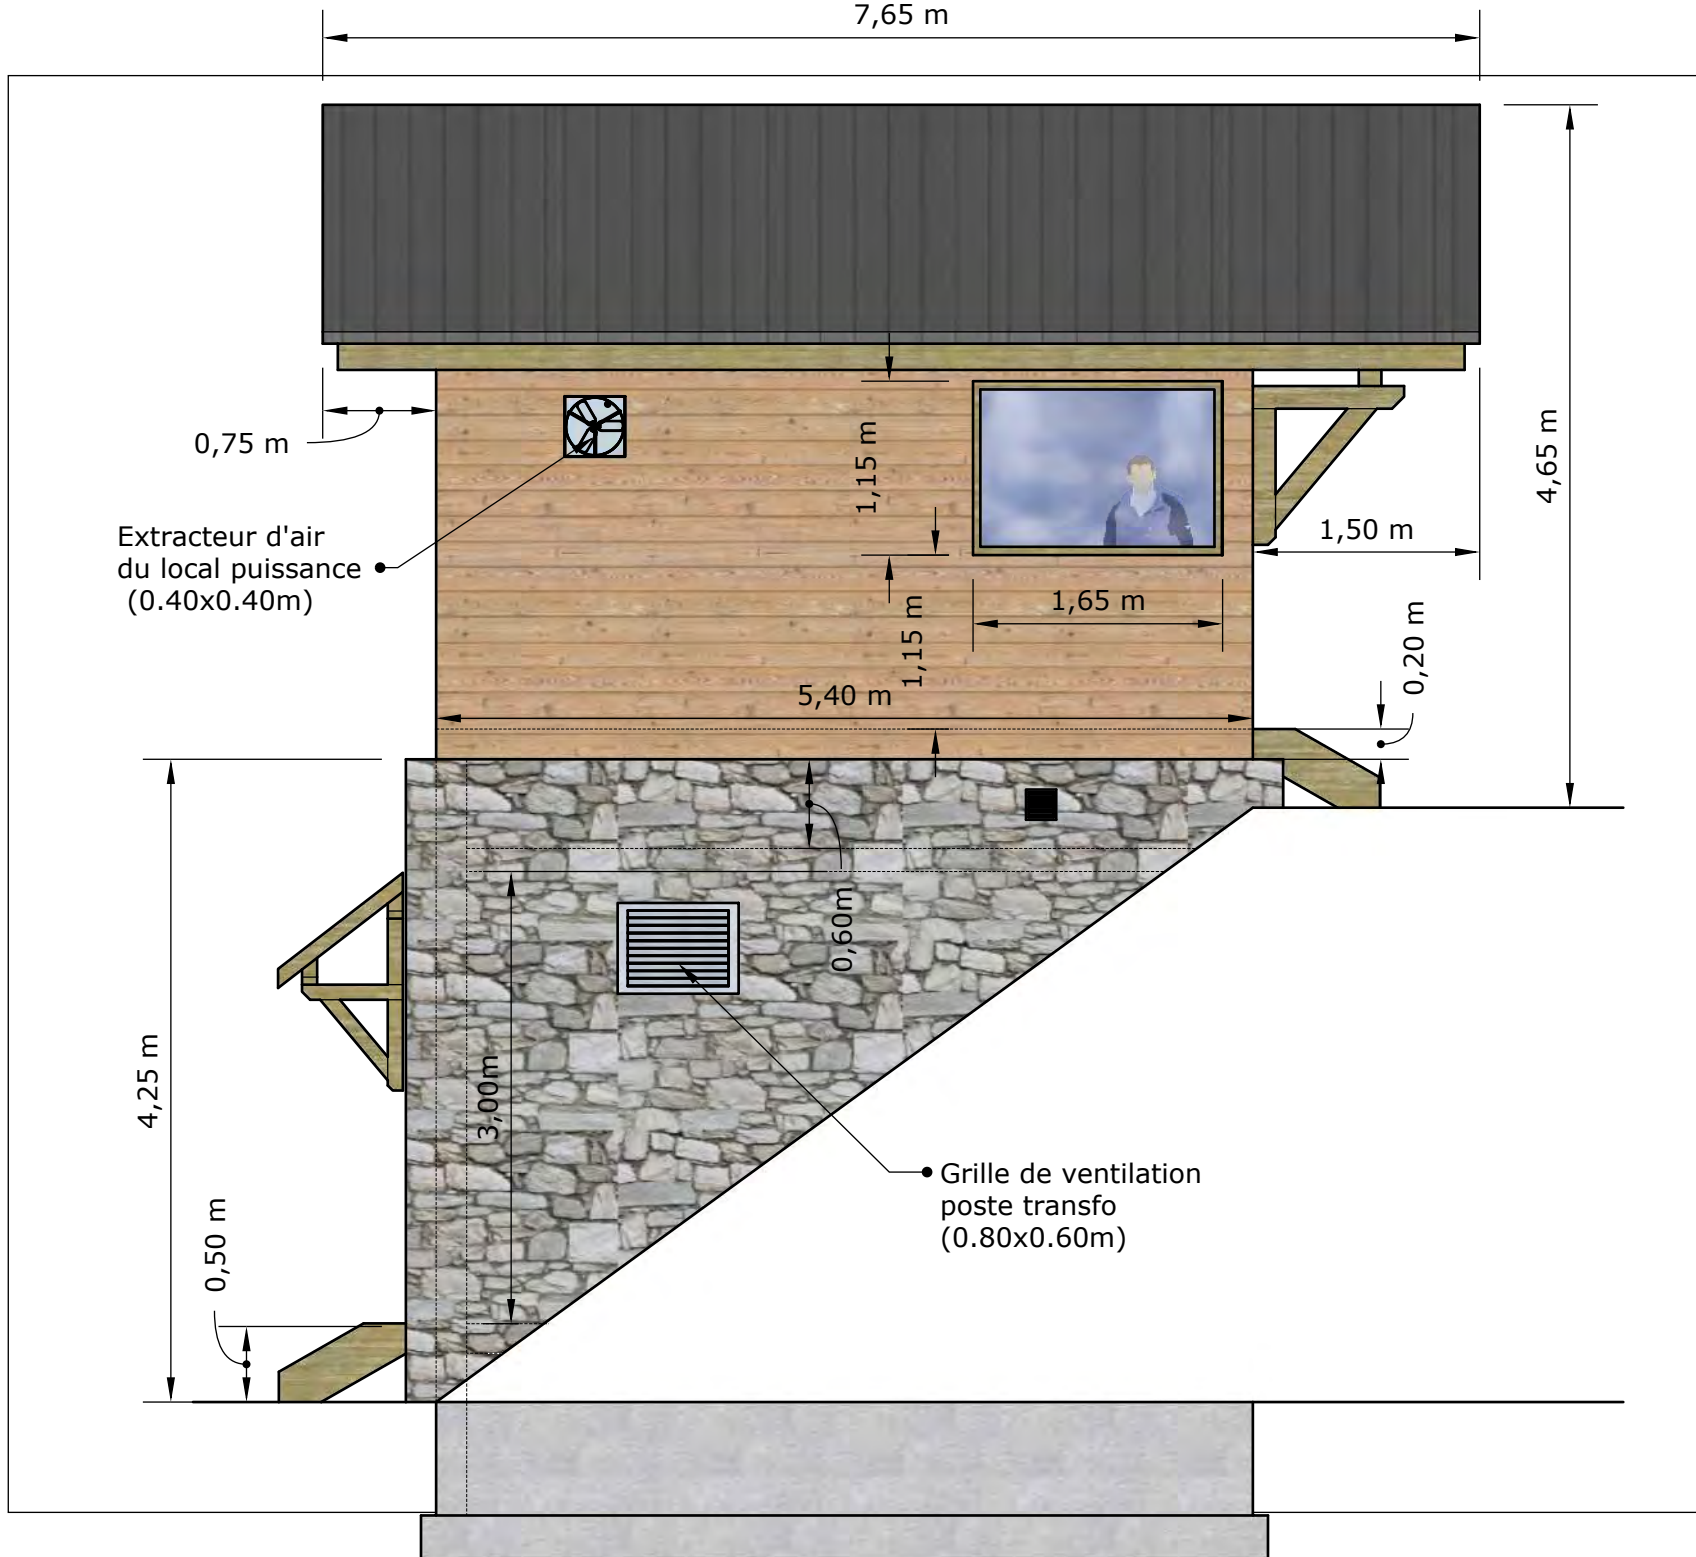 7,65 m
0,75 m
1,15 m
4,65 m
1,50 m
Extracteur d'air
du local puissance
(0.40x0.40m)
1,65 m
1,15 m
0,20 m
5,40 m
0,60m
4,25 m
3,00m
Grille de ventilation
poste transfo
(0.80x0.60m)
0,50 m